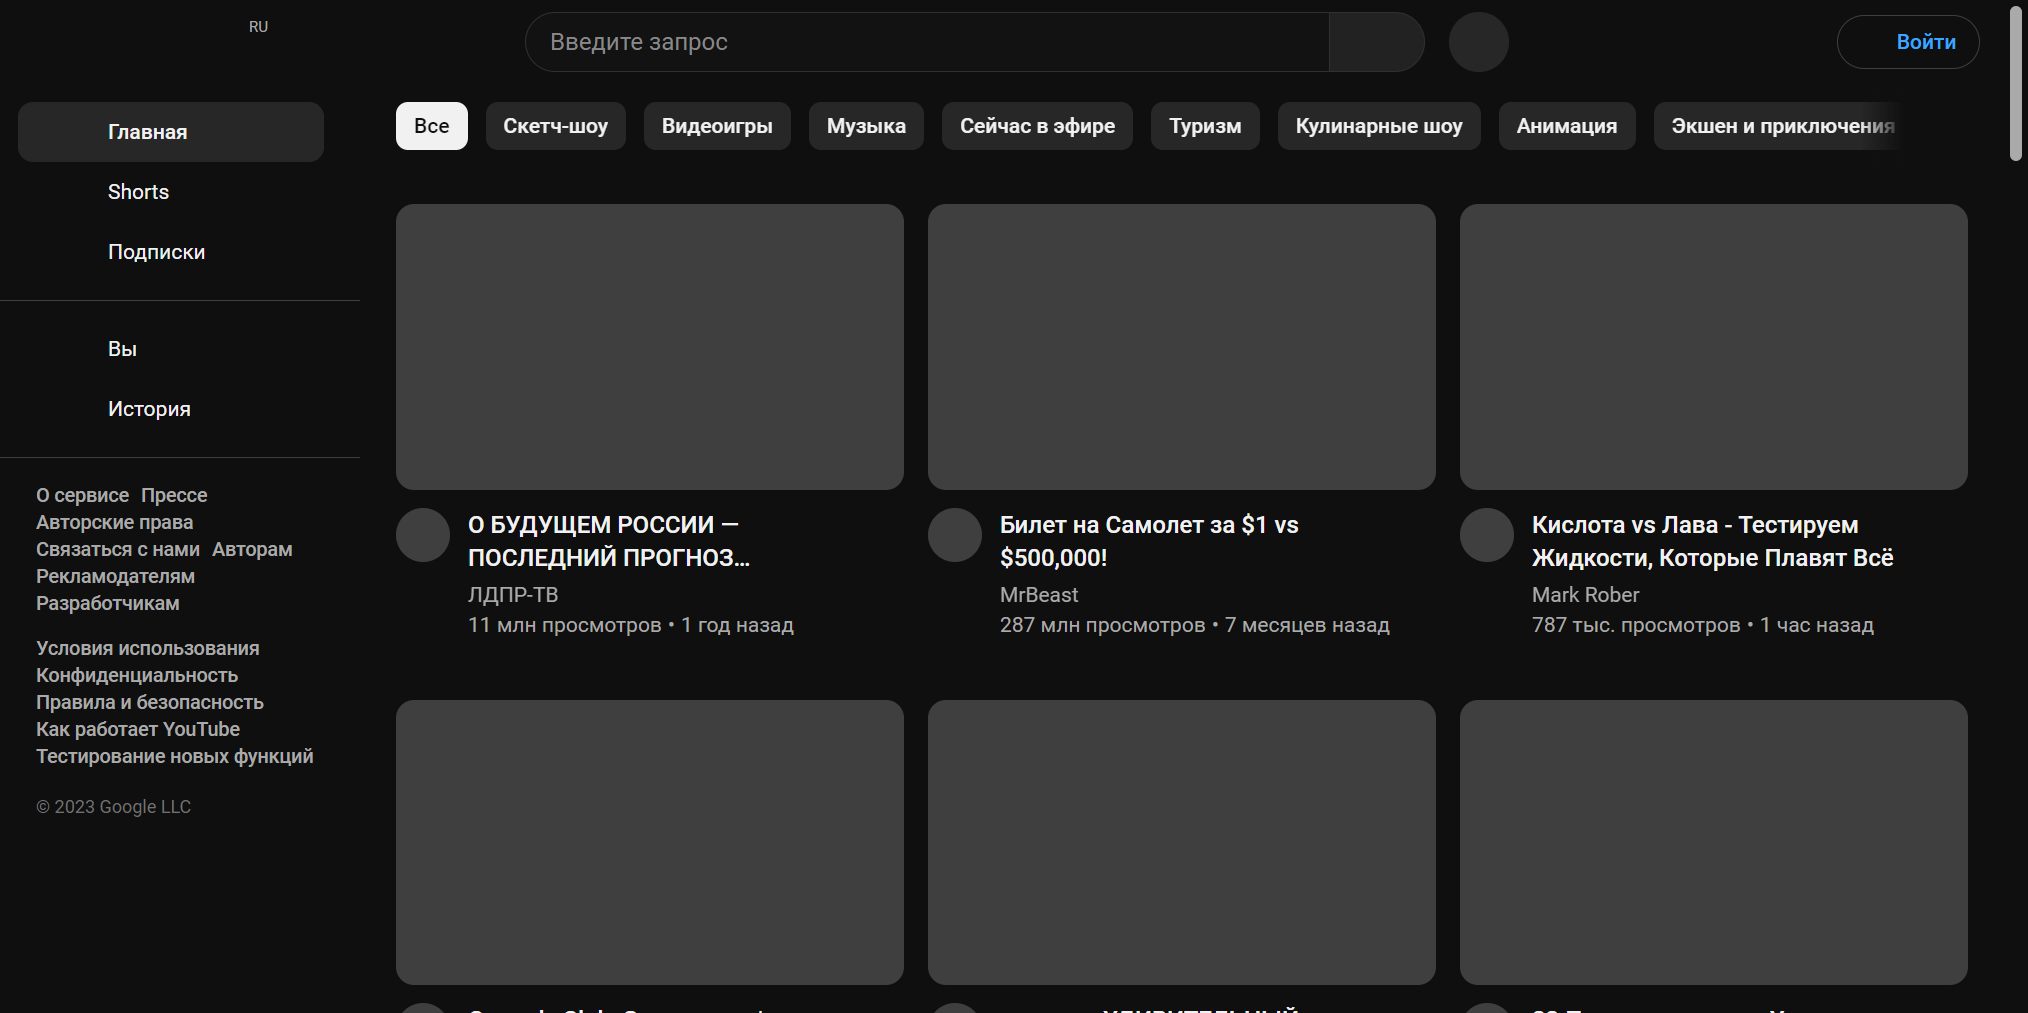 RU
Введите запрос
Войти
Главная
Shorts
Подписки
Вы
История
О сервисе Прессе
Авторские права
Связаться с нами Авторам
Рекламодателям
Разработчикам
Условия использования
Конфиденциальность
Правила и безопасность
Как работает YouTube
Тестирование новых функций
© 2023 Google LLC
Все Скетч-шоу Видеоигры Музыка Сейчас в эфире Туризм Кулинарные шоу Анимация Экшен и приключения
О БУДУЩЕМ РОССИИ —
ПОСЛЕДНИЙ ПРОГНОЗ...
ЛДПР-ТВ
11 млн просмотров • 1 год назад
Билет на Самолет за $1 vs
$500,000!
MrBeast
287 млн просмотров • 7 месяцев назад
Кислота vs Лава - Тестируем
Жидкости, Которые Плавят Всё
Mark Rober
787 тыс. просмотров • 1 час назад
УДИВИТЕЛЬНЫЙ